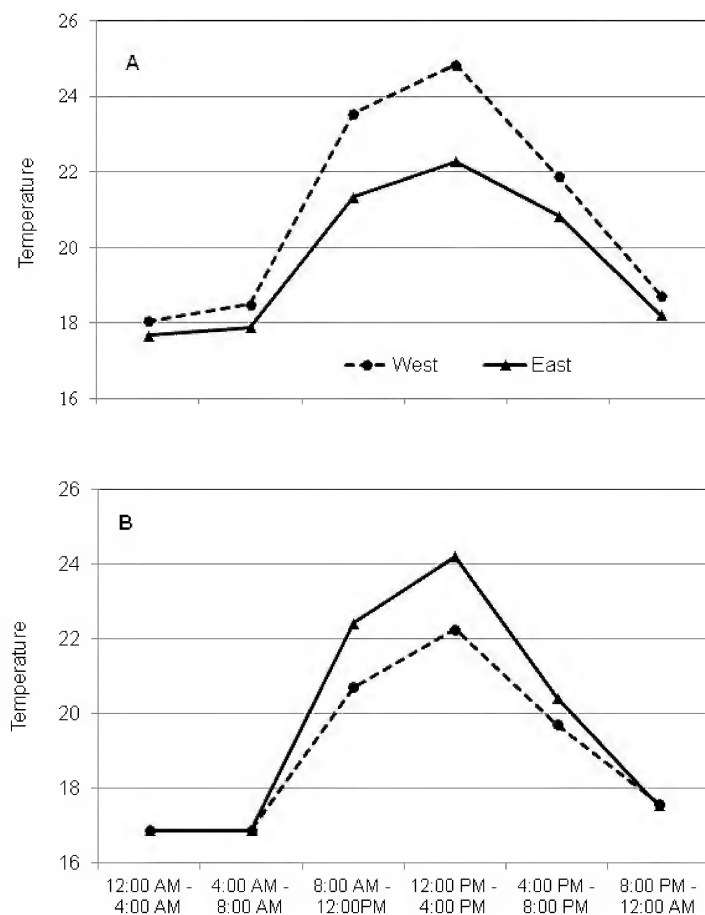 26
A
24
22
Temperature
20
18
West East
16
26
B
24
22
Temperature
20
18
16
12:00 AM - 4:00 AM - 8:00 AM - 12:00 PM - 4:00 PM - 8:00 PM -
4:00 AM 8:00 AM 12:00PM 4:00 PM 8:00 PM 12:00 AM